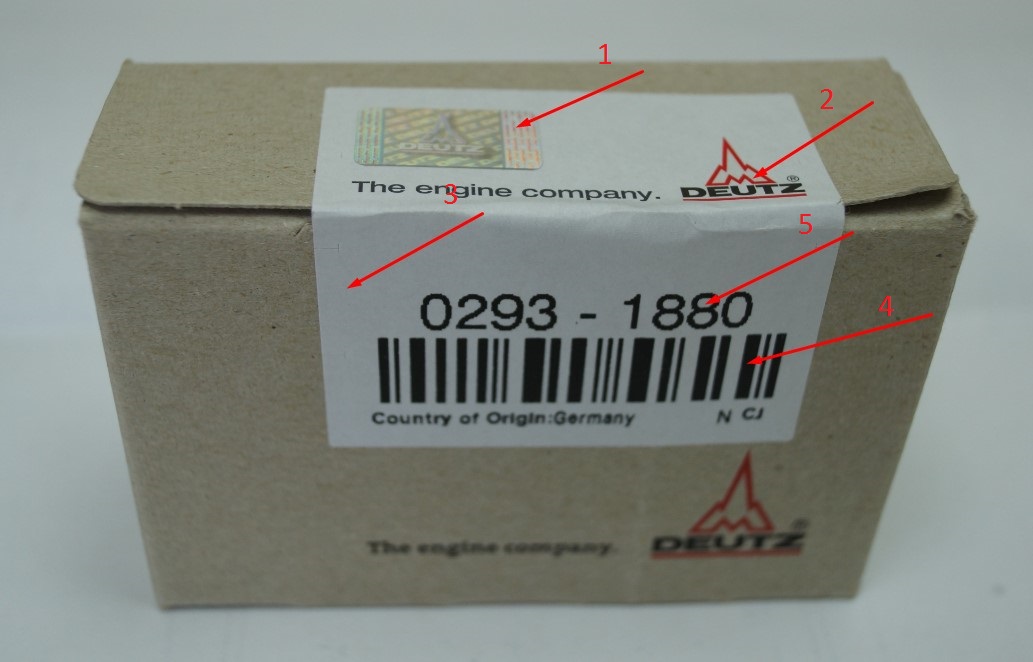 1
2
DEUTZ
The engine company.
DEUTZ®
3
5
0293 - 1880
4
Country of Origin:Germany N CJ
The engine company.
DEUTZ®